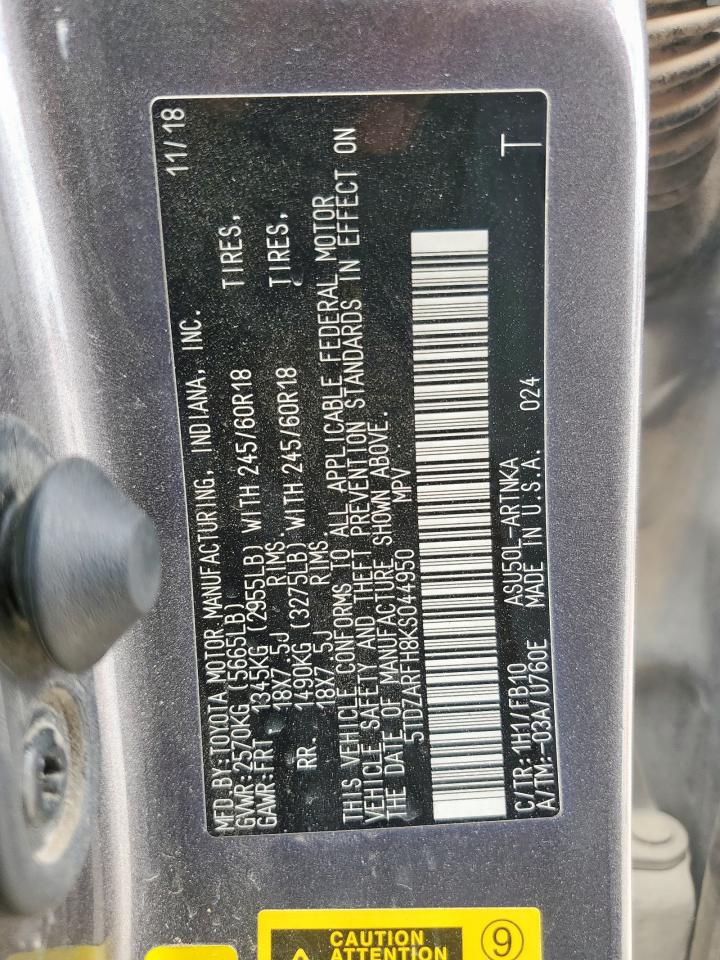 MFD BY:TOYOTA MOTOR MANUFACTURING, INDIANA, INC. 11/18
GVWR:2570KG (5665LB)
GAWR:FRT 1345KG (2955LB) WITH 245/60R18 TIRES,
18X7.5J RIMS.
RR. 1490KG (3275LB) WITH 245/60R18 TIRES,
18X7.5J RIMS.
THIS VEHICLE CONFORMS TO ALL APPLICABLE FEDERAL MOTOR
VEHICLE SAFETY AND THEFT PREVENTION STANDARDS IN EFFECT ON
THE DATE OF MANUFACTURE SHOWN ABOVE.
5TDZARFH8KS044950 MPV
C/TR:1H1/FB10 ASU50L-ARTNKA T
A/TM:-03A/U760E MADE IN U.S.A. 024
CAUTION
ATTENTION
9